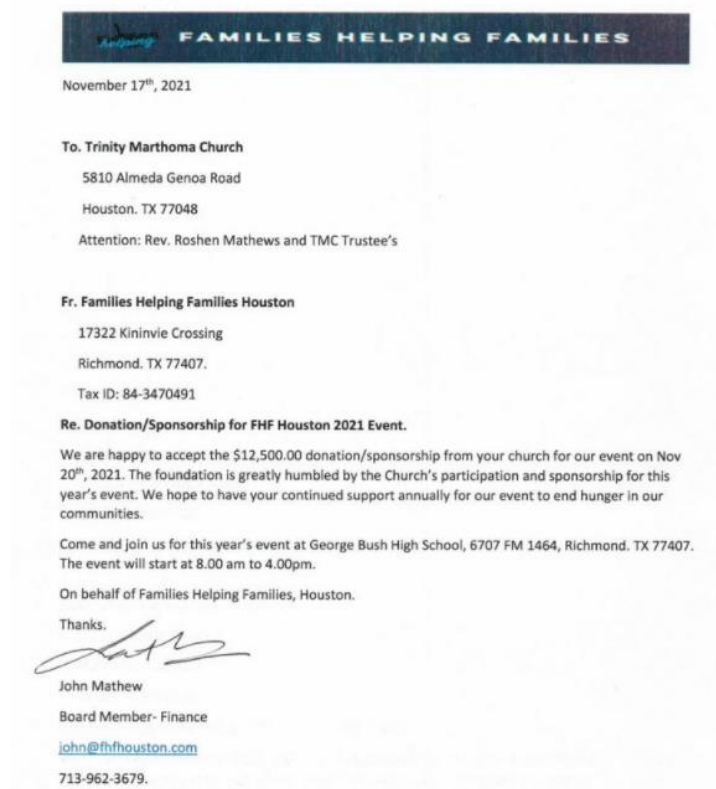 helping FAMILIES HELPING FAMILIES
November 17th, 2021
To. Trinity Marthoma Church
5810 Almeda Genoa Road
Houston. TX 77048
Attention: Rev. Roshen Mathews and TMC Trustee's
Fr. Families Helping Families Houston
17322 Kininvie Crossing
Richmond. TX 77407.
Tax ID: 84-3470491
Re. Donation/Sponsorship for FHF Houston 2021 Event.
We are happy to accept the $12,500.00 donation/sponsorship from your church for our event on Nov
20th, 2021. The foundation is greatly humbled by the Church's participation and sponsorship for this
year's event. We hope to have your continued support annually for our event to end hunger in our
communities.
Come and join us for this year's event at George Bush High School, 6707 FM 1464, Richmond. TX 77407.
The event will start at 8.00 am to 4.00pm.
On behalf of Families Helping Families, Houston.
Thanks.
John Mathew
Board Member- Finance
john@fhfhouston.com
713-962-3679.